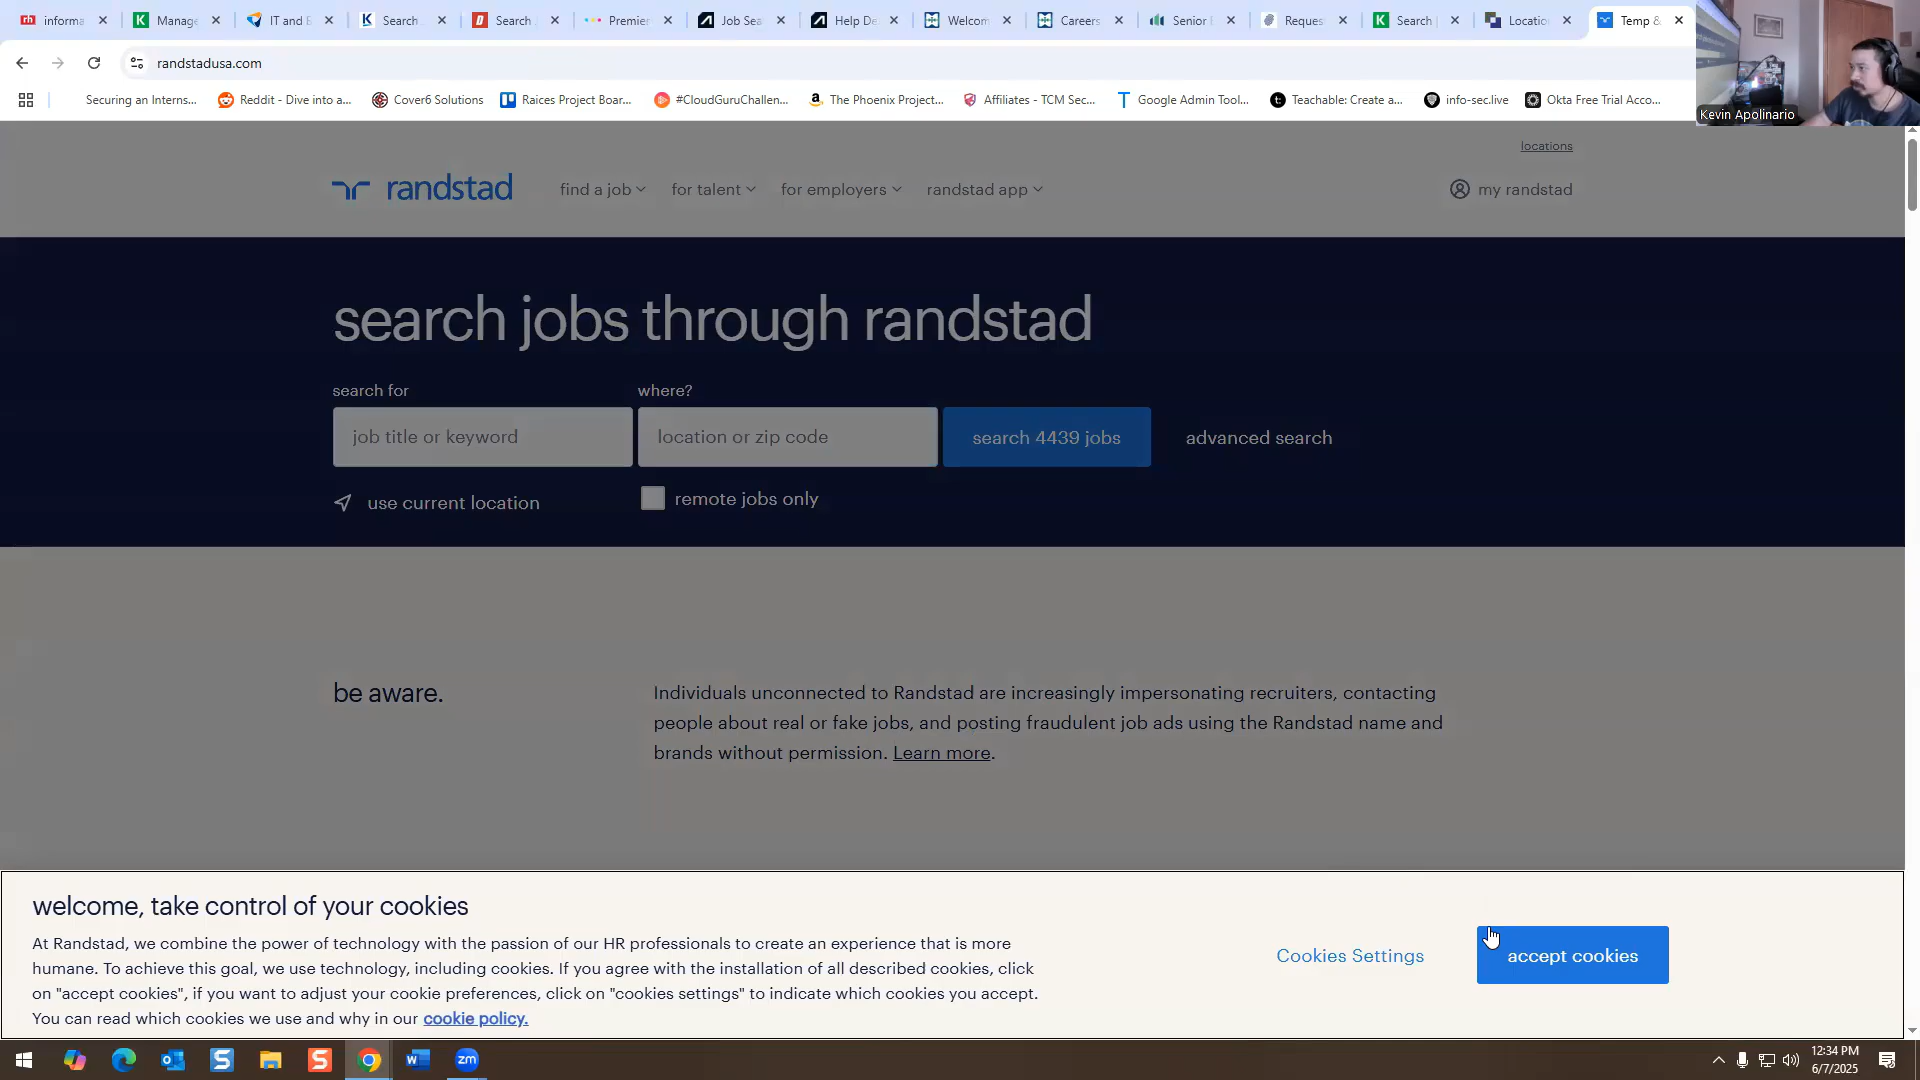 informa
Manage
IT and E
Search
Search
Premier
Job Sea
Help De
Welcom
Careers
Senior
Reques
Search |
Locatio
Temp &
randstadusa.com
Securing an Interns...
Reddit - Dive into a...
Cover6 Solutions
Raices Project Boar...
#CloudGuruChallen...
The Phoenix Project...
Affiliates - TCM Sec...
Google Admin Tool...
Teachable: Create a...
info-sec.live
Okta Free Trial Acco...
Kevin Apolinario
locations
randstad
find a job
for talent
for employers
randstad app
my randstad
search jobs through randstad
search for
where?
job title or keyword
location or zip code
search 4439 jobs
advanced search
use current location
remote jobs only
be aware.
Individuals unconnected to Randstad are increasingly impersonating recruiters, contacting
people about real or fake jobs, and posting fraudulent job ads using the Randstad name and
brands without permission. Learn more.
welcome, take control of your cookies
At Randstad, we combine the power of technology with the passion of our HR professionals to create an experience that is more
humane. To achieve this goal, we use technology, including cookies. If you agree with the installation of all described cookies, click
on "accept cookies", if you want to adjust your cookie preferences, click on "cookies settings" to indicate which cookies you accept.
You can read which cookies we use and why in our cookie policy.
Cookies Settings
accept cookies
12:34 PM
6/7/2025